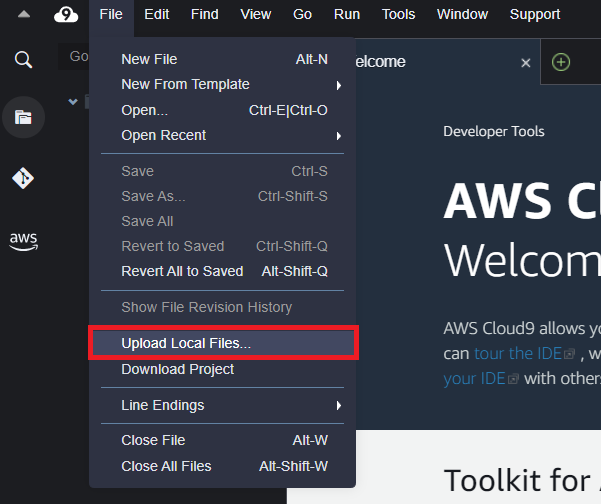 File Edit Find View Go Run Tools Window Support
Go
elcome
New File Alt-N
New From Template
Open... Ctrl-E|Ctrl-O
Open Recent
Save Ctrl-S
Save As... Ctrl-Shift-S
Save All
Revert to Saved Ctrl-Shift-Q
Revert All to Saved Alt-Shift-Q
Show File Revision History
Upload Local Files...
Download Project
Line Endings
Close File Alt-W
Close All Files Alt-Shift-W
9
aws
Developer Tools
AWS Cl
Welcom
AWS Cloud9 allows yo
can tour the IDE , w
your IDE with others
Toolkit for